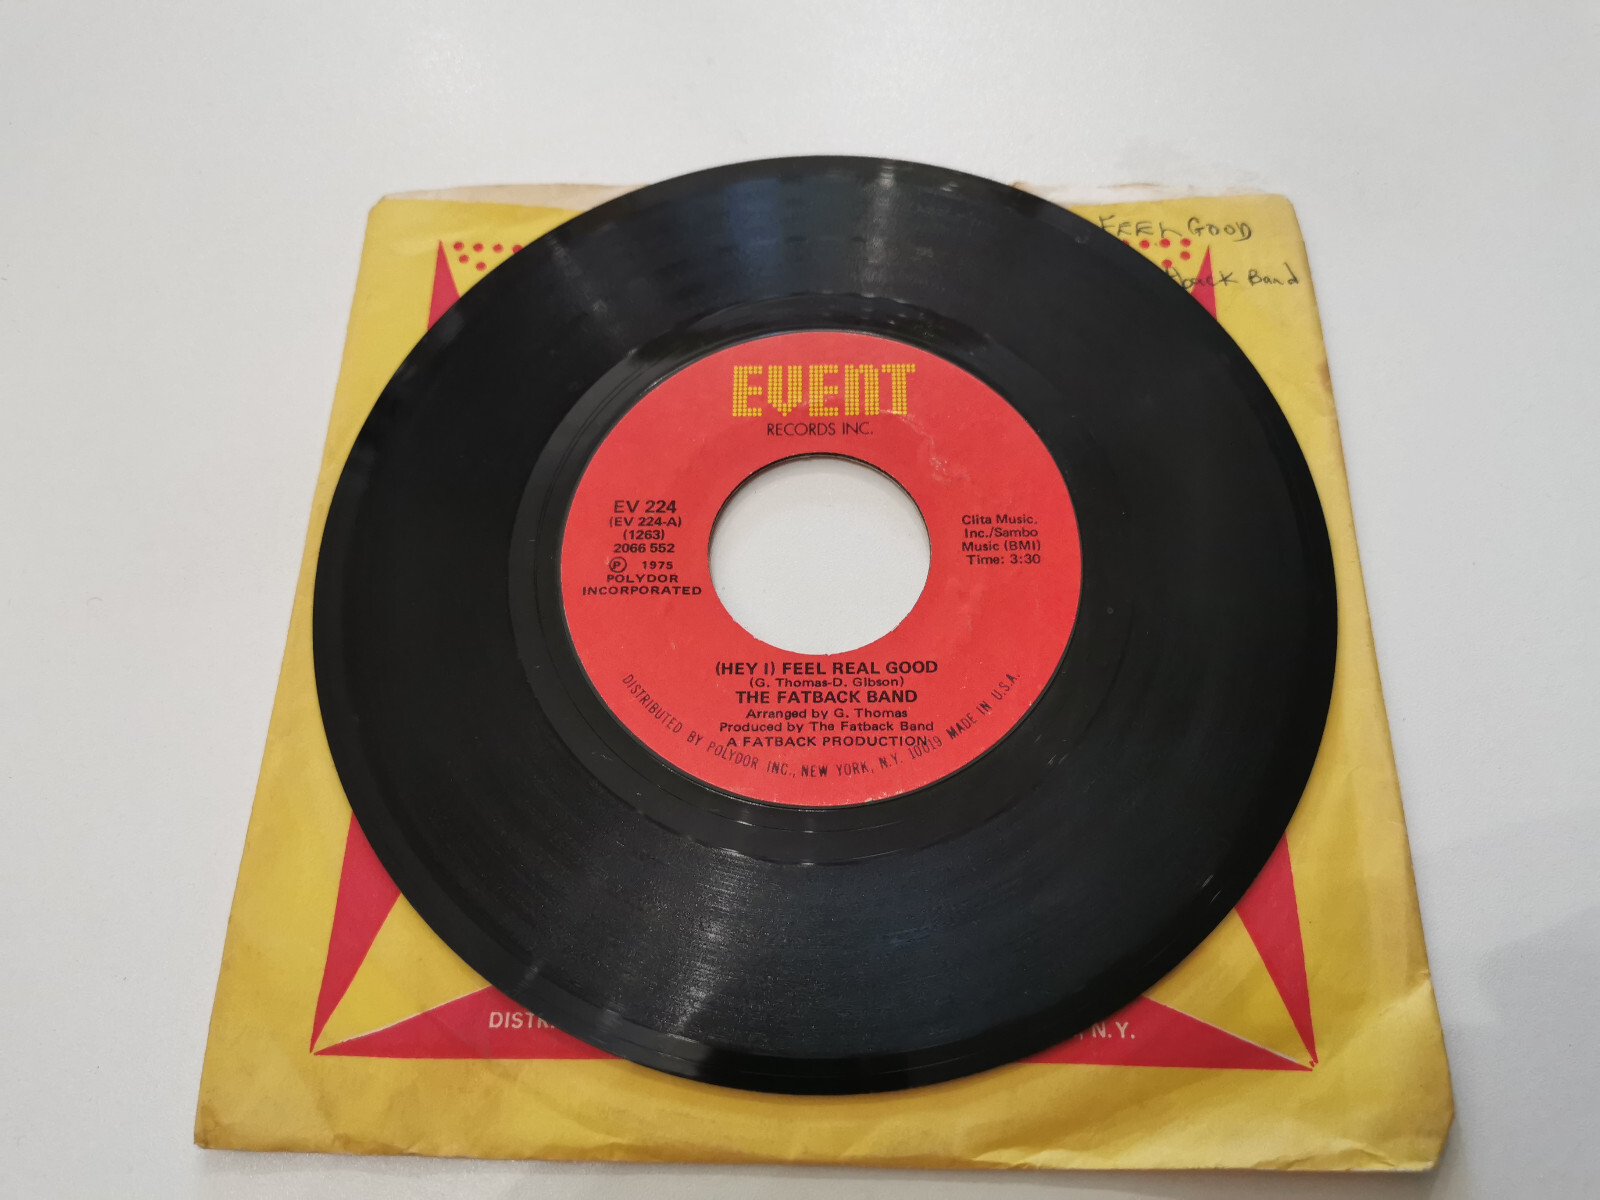 FEEL GOOD
Band
EVENT
RECORDS INC.
EV 224
(EV 224-A)
(1263)
2066 552
Ⓟ 1975
POLYDOR
INCORPORATED
Clita Music,
Inc./Sambo
Music (BMI)
Time: 3:30
(HEY I) FEEL REAL GOOD
(G. Thomas-D. Gibson)
THE FATBACK BAND
Arranged by G. Thomas
Produced by The Fatback Band
A FATBACK PRODUCTION
DISTRIBUTED BY POLYDOR INC., NEW YORK, N.Y. 10019 MADE IN U.S.A.
N.Y.